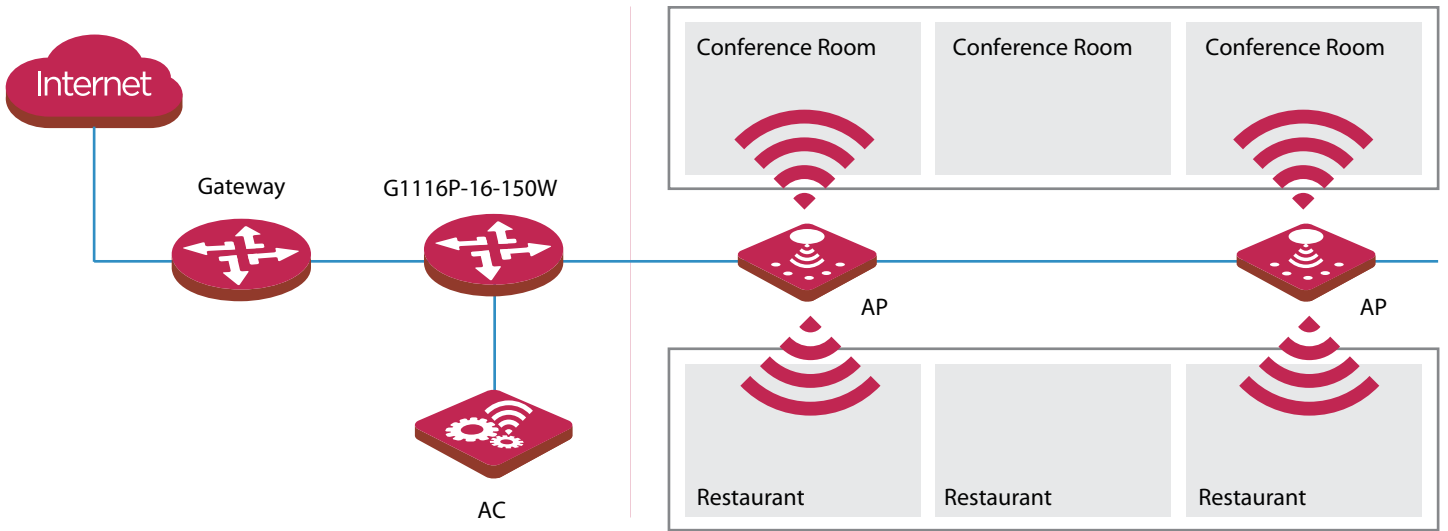 Internet
Gateway
G1116P-16-150W
AC
Conference Room
Conference Room
Conference Room
AP
AP
Restaurant
Restaurant
Restaurant